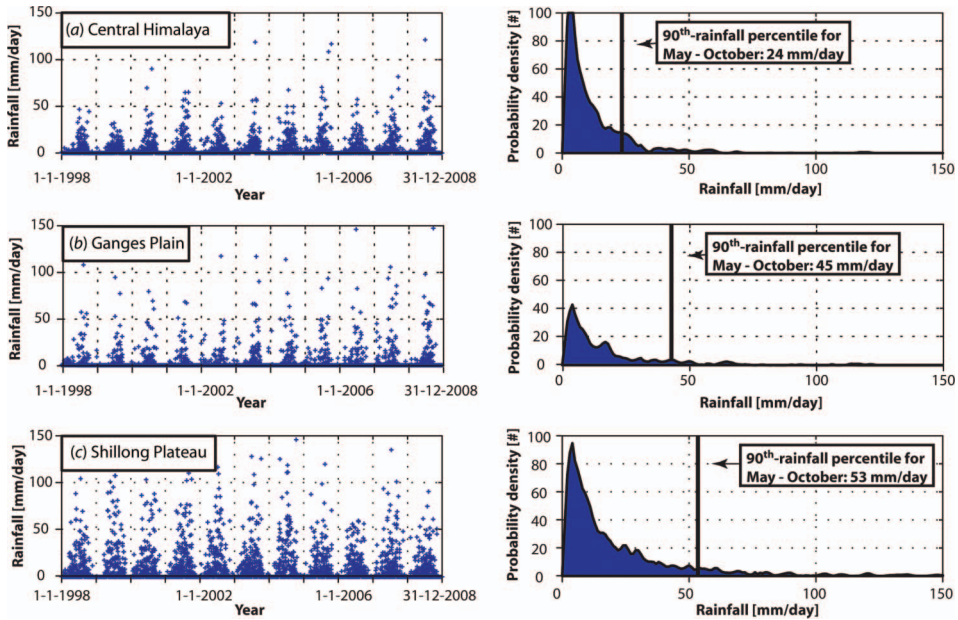 (a) Central Himalaya
Rainfall [mm/day]
150
100
50
0
1-1-1998
1-1-2002
1-1-2006
31-12-2008
Year
Probability density [#]
100
80
60
40
20
0
90th-rainfall percentile for
May - October: 24 mm/day
0
50
100
150
Rainfall [mm/day]
(b) Ganges Plain
Rainfall [mm/day]
150
100
50
0
1-1-1998
1-1-2002
1-1-2006
31-12-2008
Year
Probability density [#]
100
80
60
40
20
0
90th-rainfall percentile for
May - October: 45 mm/day
0
50
100
150
Rainfall [mm/day]
(c) Shillong Plateau
Rainfall [mm/day]
150
100
50
0
1-1-1998
1-1-2002
1-1-2006
31-12-2008
Year
Probability density [#]
100
80
60
40
20
0
90th-rainfall percentile for
May - October: 53 mm/day
0
50
100
150
Rainfall [mm/day]